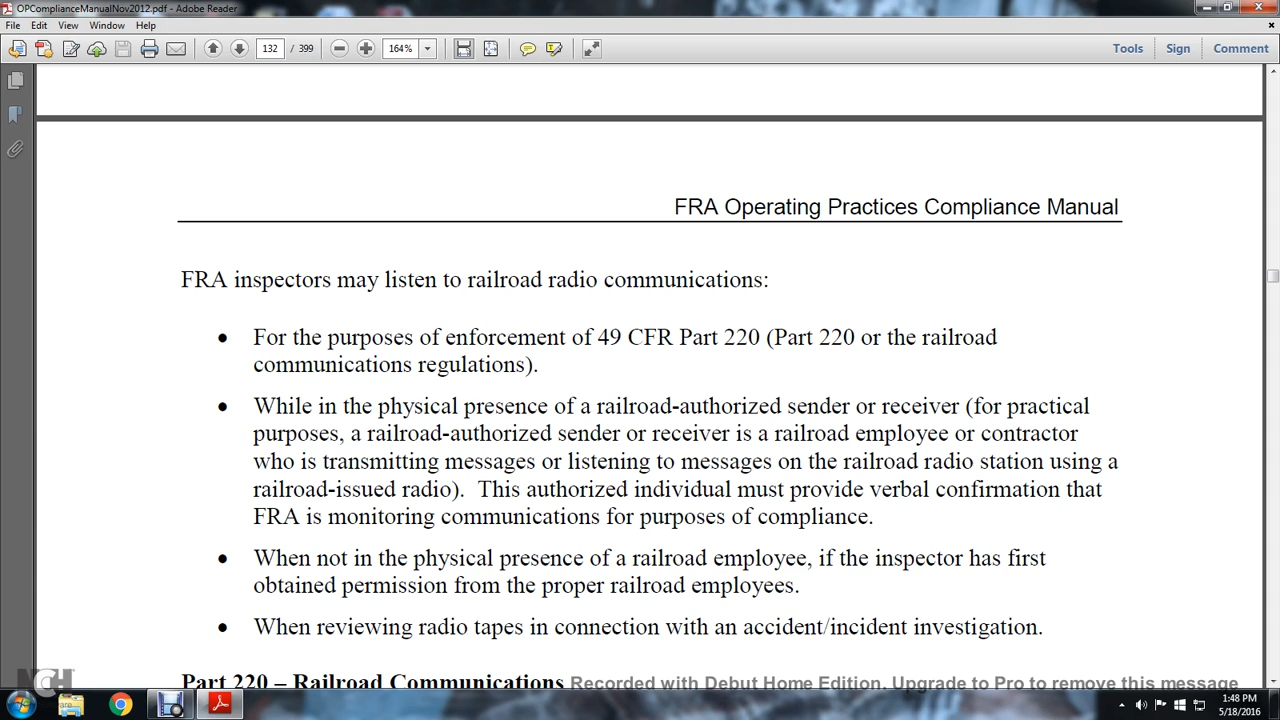 OPComplianceManualNov2012.pdf - Adobe Reader
File Edit View Window Help
132 / 399 164% Tools Sign Comment
FRA Operating Practices Compliance Manual
FRA inspectors may listen to railroad radio communications:
• For the purposes of enforcement of 49 CFR Part 220 (Part 220 or the railroad
communications regulations).
• While in the physical presence of a railroad-authorized sender or receiver (for practical
purposes, a railroad-authorized sender or receiver is a railroad employee or contractor
who is transmitting messages or listening to messages on the railroad radio station using a
railroad-issued radio). This authorized individual must provide verbal confirmation that
FRA is monitoring communications for purposes of compliance.
• When not in the physical presence of a railroad employee, if the inspector has first
obtained permission from the proper railroad employees.
• When reviewing radio tapes in connection with an accident/incident investigation.
Part 220 – Railroad Communications Recorded with Debut Home Edition. Upgrade to Pro to remove this message
NCH
1:48 PM
5/18/2016